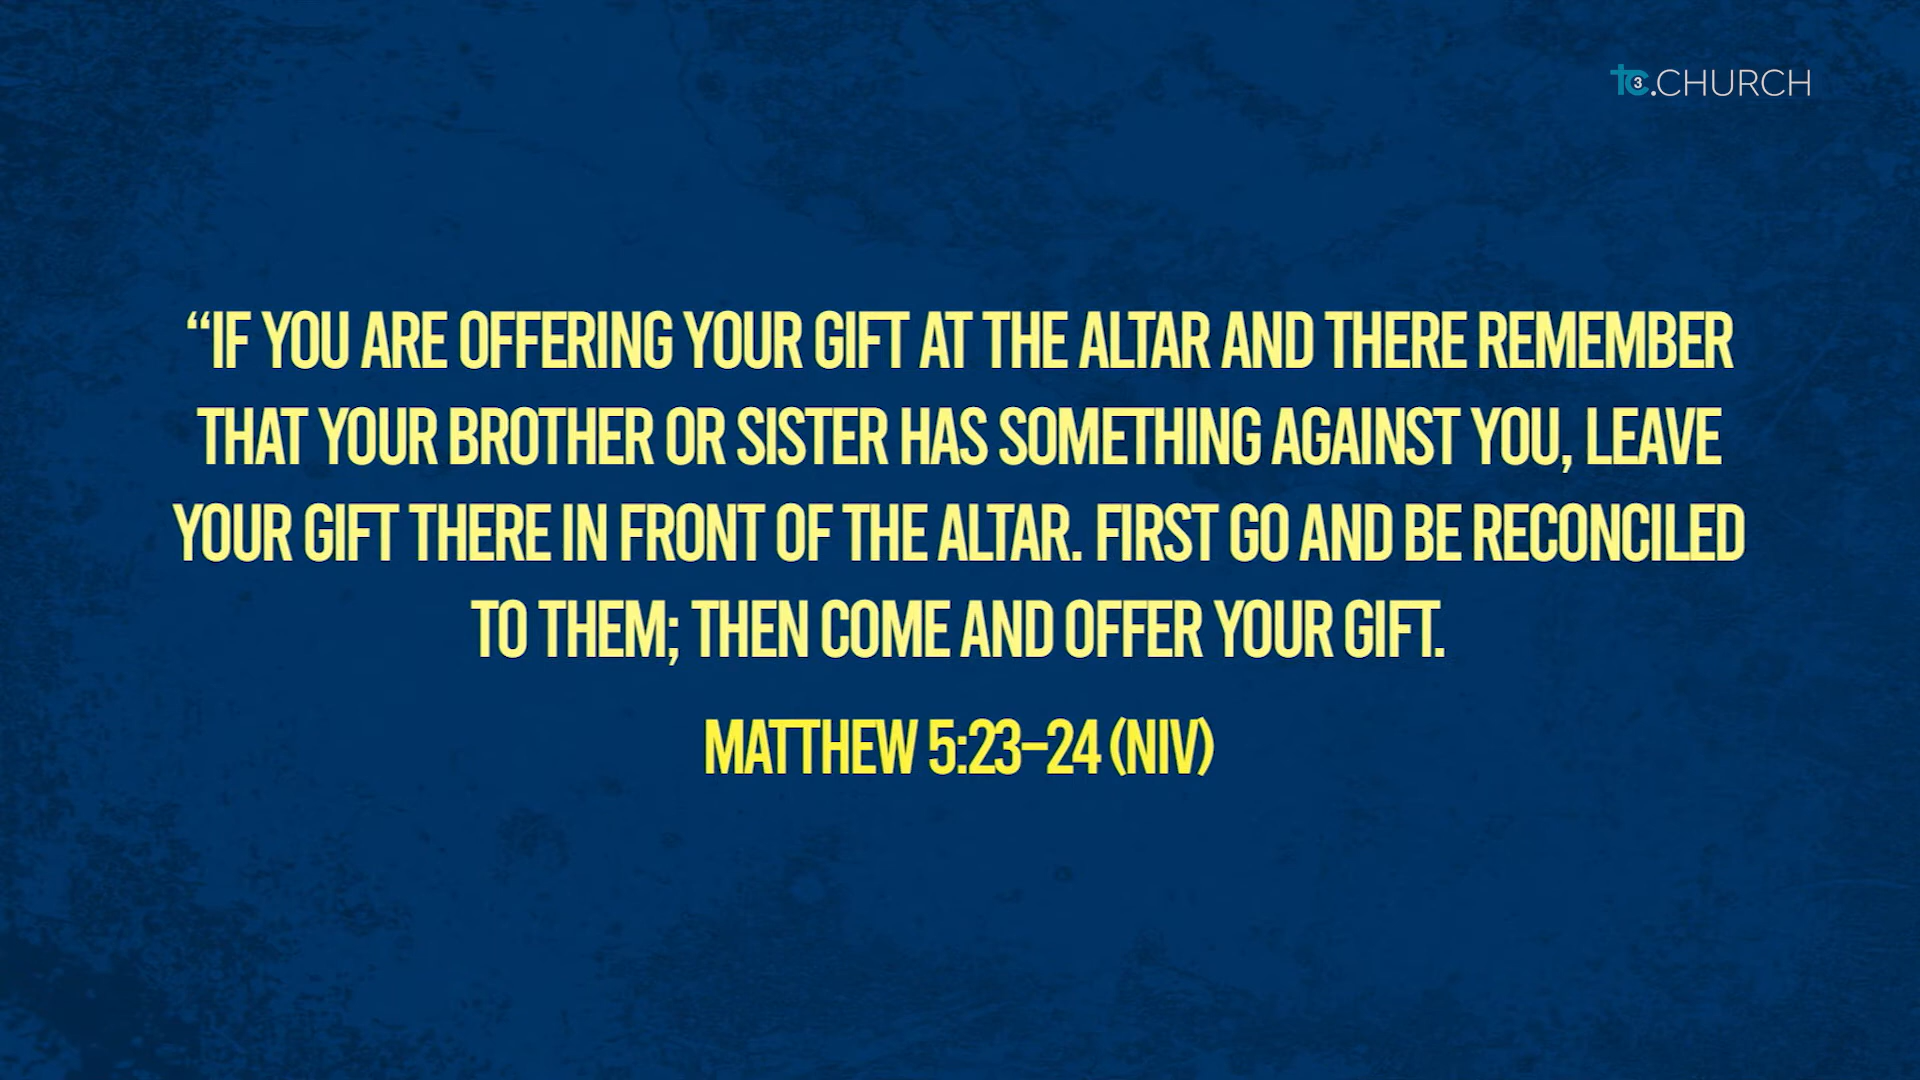 tc3.CHURCH
“IF YOU ARE OFFERING YOUR GIFT AT THE ALTAR AND THERE REMEMBER
THAT YOUR BROTHER OR SISTER HAS SOMETHING AGAINST YOU, LEAVE
YOUR GIFT THERE IN FRONT OF THE ALTAR. FIRST GO AND BE RECONCILED
TO THEM; THEN COME AND OFFER YOUR GIFT.
MATTHEW 5:23–24 (NIV)